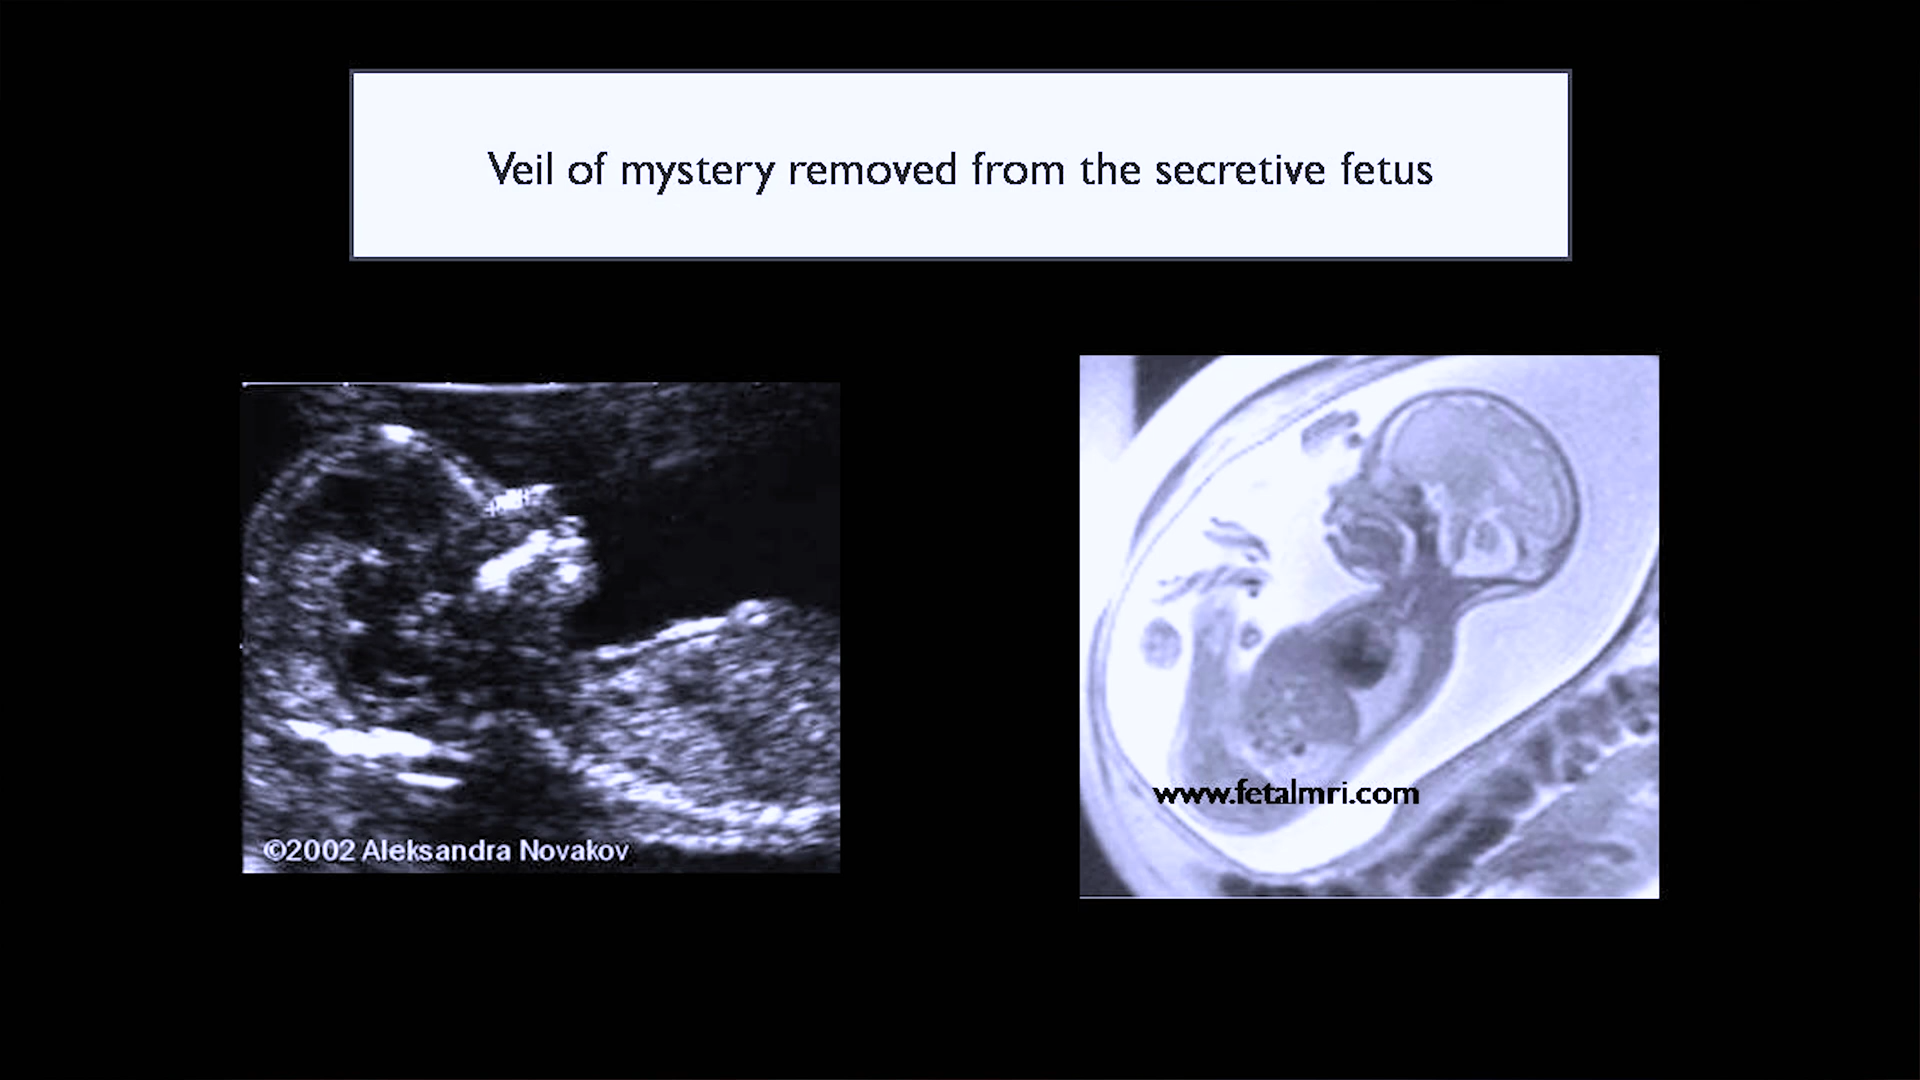 Veil of mystery removed from the secretive fetus
©2002 Aleksandra Novakov
www.fetalmri.com